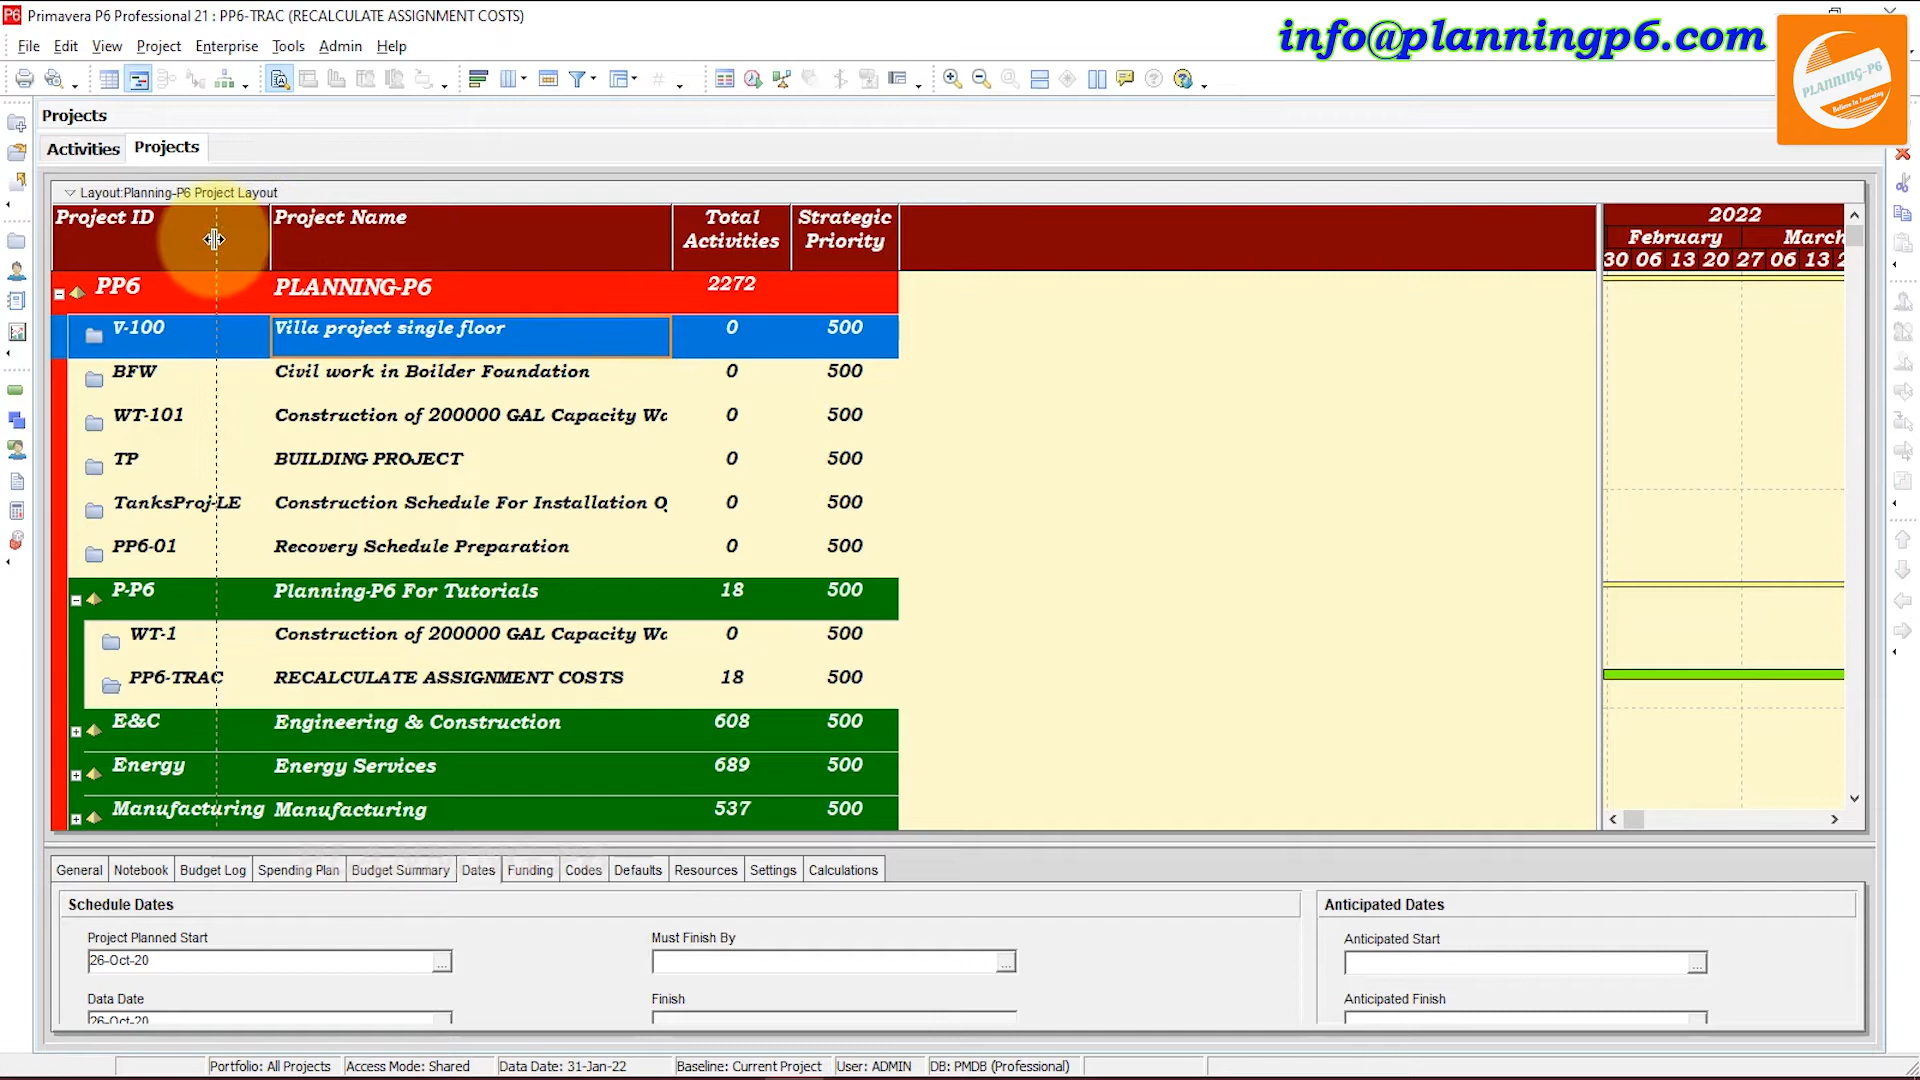 Primavera P6 Professional 21 : PP6-TRAC (RECALCULATE ASSIGNMENT COSTS)
info@planningp6.com
PLANNING-P6
Believe In Learning
File Edit View Project Enterprise Tools Admin Help
Projects
Activities Projects
Layout:Planning-P6 Project Layout
Project ID Project Name Total Activities Strategic Priority
2022
February March
30 06 13 20 27 06 13
PP6 PLANNING-P6 2272
V-100 Villa project single floor 0 500
BFW Civil work in Boilder Foundation 0 500
WT-101 Construction of 200000 GAL Capacity Wa 0 500
TP BUILDING PROJECT 0 500
TanksProj-LE Construction Schedule For Installation O 0 500
PP6-01 Recovery Schedule Preparation 0 500
P-P6 Planning-P6 For Tutorials 18 500
WT-1 Construction of 200000 GAL Capacity Wa 0 500
PP6-TRAC RECALCULATE ASSIGNMENT COSTS 18 500
E&C Engineering & Construction 608 500
Energy Energy Services 689 500
Manufacturing Manufacturing 537 500
General Notebook Budget Log Spending Plan Budget Summary Dates Funding Codes Defaults Resources Settings Calculations
Schedule Dates Anticipated Dates
Project Planned Start Must Finish By Anticipated Start
26-Oct-20
Data Date Finish Anticipated Finish
26-Oct-20
Portfolio: All Projects Access Mode: Shared Data Date: 31-Jan-22 Baseline: Current Project User: ADMIN DB: PMDB (Professional)